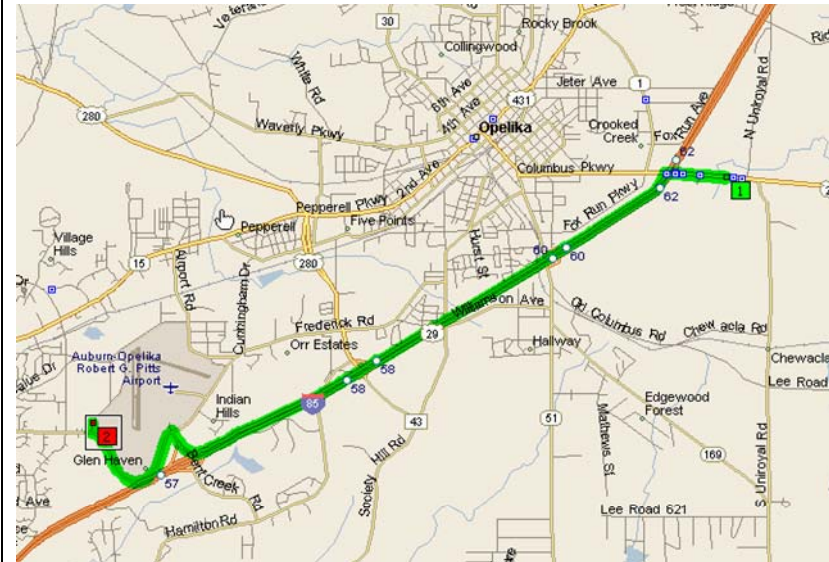 Veterans
30
Rocky Brook
Collingwood
White Rd
Jeter Ave
1
8th Ave
431
280
4th Ave
Waverly Pkwy
Opelika
Crooked
Creek
Fox Run Ave
N Uniroyal Rd
62
Columbus Pkwy
2nd Ave
1
Pepperell Pkwy
62
Five Points
Fox Run Pkwy
Pepperell
Village
Hills
Hurst St
60
60
15
280
Airport Rd
Cunningham Dr
Williamson Ave
Old Columbus Rd
Chewacla Rd
Frederick Rd
29
Hallway
Orr Estates
Auburn-Opelika
Robert G. Pitts
Airport
58
Chewacla
Lee Road
58
Indian
Hills
85
Edgewood
Forest
43
51
2
Mathews St
Glen Haven
Society Hill Rd
169
57
Bent Creek Rd
S Uniroyal Rd
Hamilton Rd
Lee Road 621